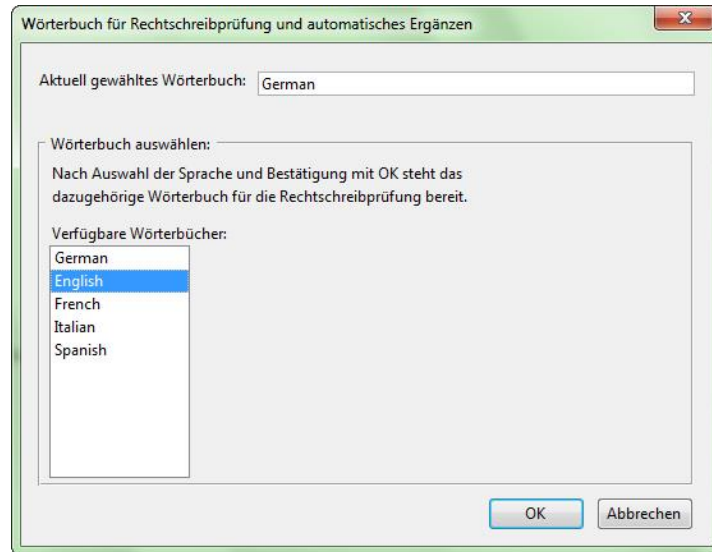 Wörterbuch für Rechtschreibprüfung und automatisches Ergänzen
Aktuell gewähltes Wörterbuch: German
Wörterbuch auswählen:
Nach Auswahl der Sprache und Bestätigung mit OK steht das
dazugehörige Wörterbuch für die Rechtschreibprüfung bereit.
Verfügbare Wörterbücher:
German
English
French
Italian
Spanish
OK Abbrechen